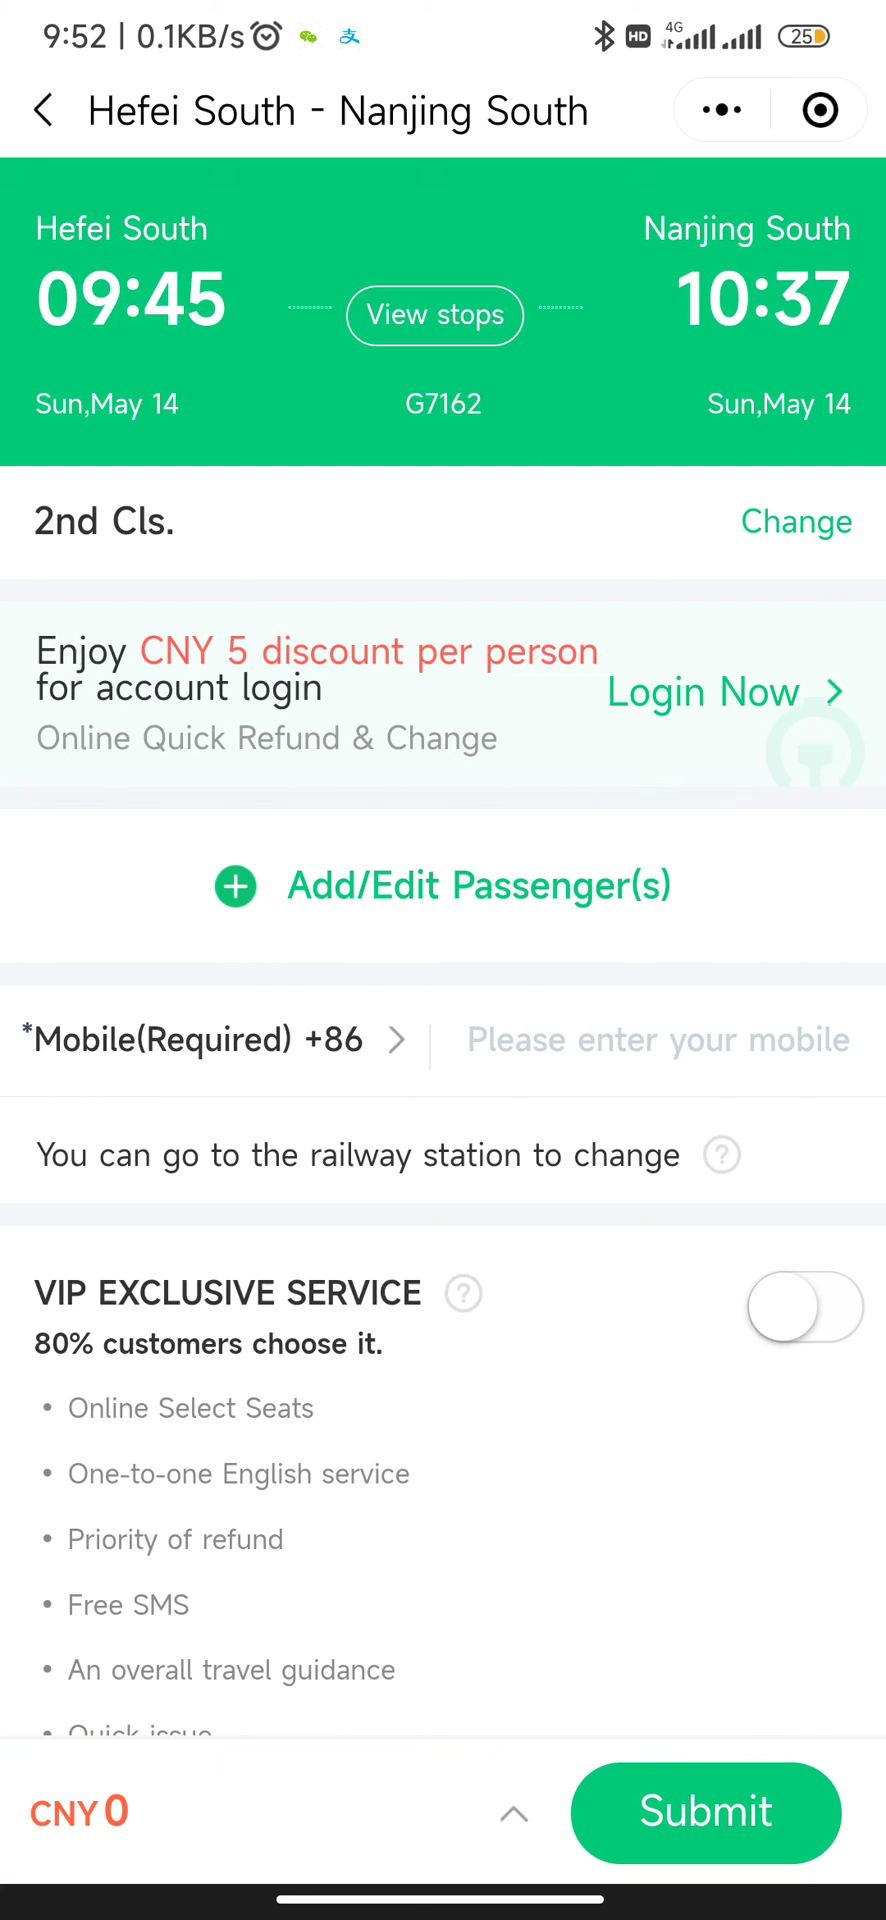 9:52 | 0.1KB/s 支 HD 4G 25
Hefei South - Nanjing South
Hefei South Nanjing South
09:45 View stops 10:37
Sun,May 14 G7162 Sun,May 14
2nd Cls. Change
Enjoy CNY 5 discount per person
for account login
Login Now
Online Quick Refund & Change
Add/Edit Passenger(s)
*Mobile(Required) +86 Please enter your mobile
You can go to the railway station to change ?
VIP EXCLUSIVE SERVICE ?
80% customers choose it.
• Online Select Seats
• One-to-one English service
• Priority of refund
• Free SMS
• An overall travel guidance
• Quick issue
CNY 0 Submit